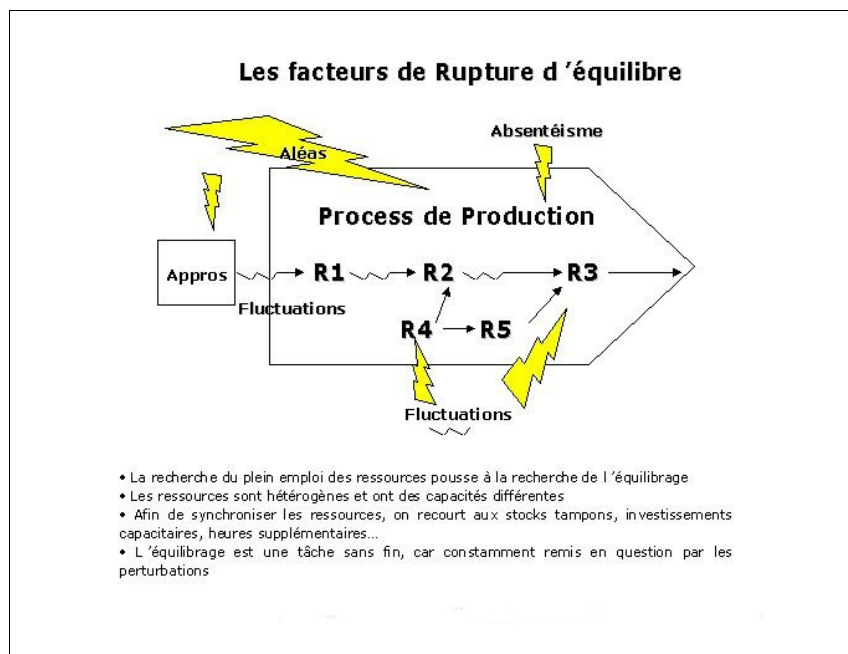 Les facteurs de Rupture d 'équilibre
Absentéisme
Aléas
Process de Production
Appros
R1
R2
R3
Fluctuations
R4
R5
Fluctuations
• La recherche du plein emploi des ressources pousse à la recherche de l 'équilibrage
• Les ressources sont hétérogènes et ont des capacités différentes
• Afin de synchroniser les ressources, on recourt aux stocks tampons, investissements
capacitaires, heures supplémentaires...
• L 'équilibrage est une tâche sans fin, car constamment remis en question par les
perturbations